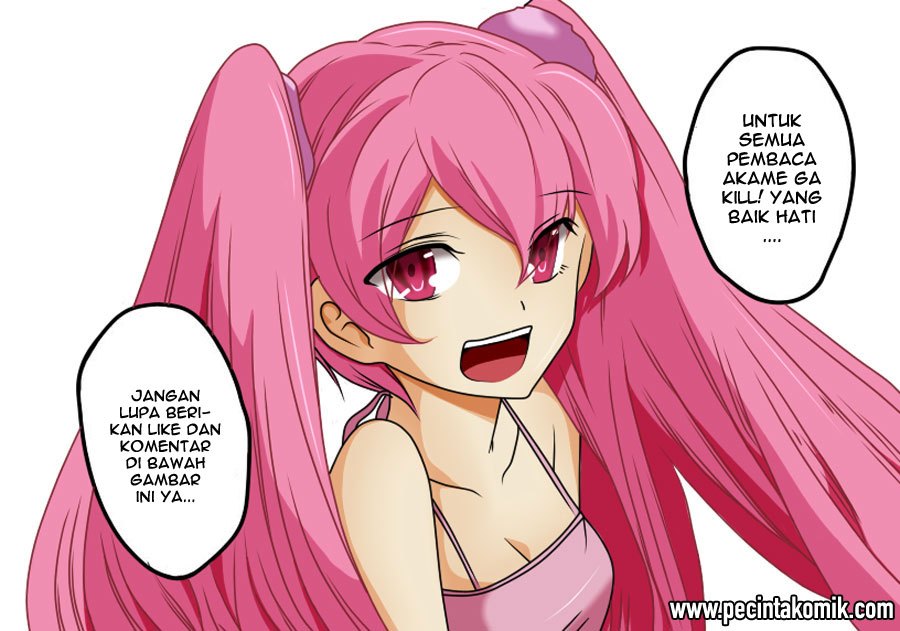 UNTUK
SEMUA
PEMBACA
AKAME GA
KILL! YANG
BAIK HATI
....
JANGAN
LUPA BERI-
KAN LIKE DAN
KOMENTAR
DI BAWAH
GAMBAR
INI YA...
www.pecintakomik.com